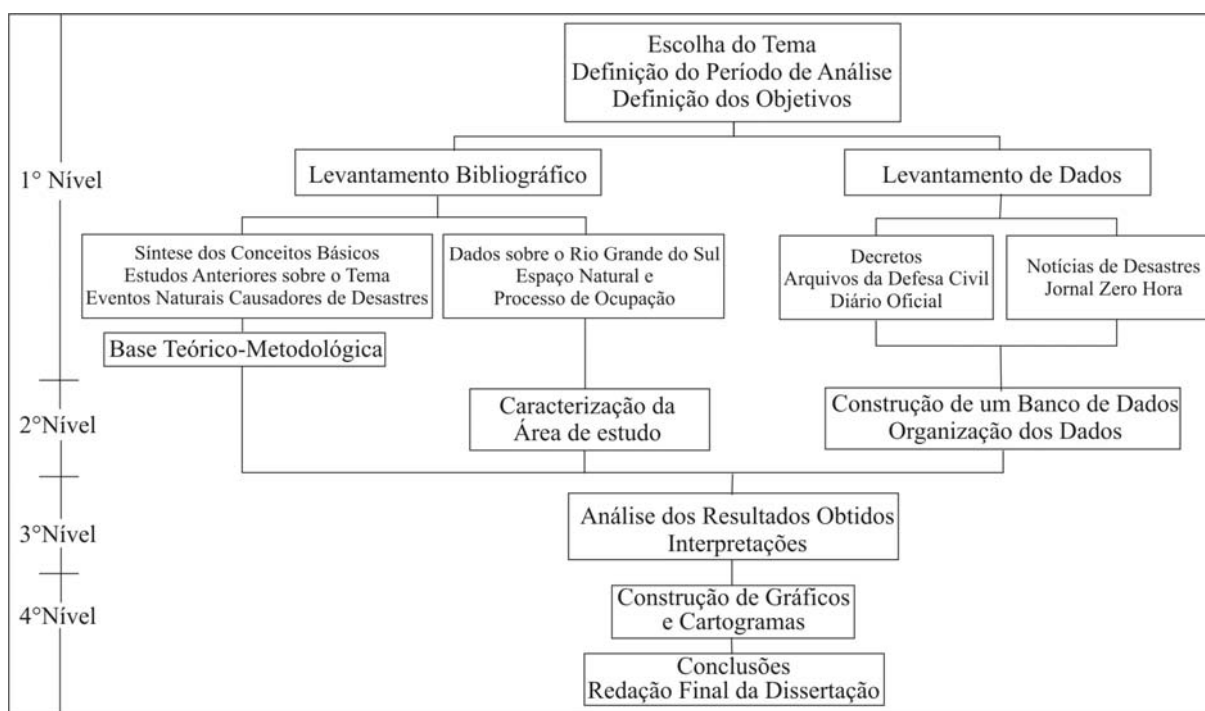 Escolha do Tema
Definição do Período de Análise
Definição dos Objetivos
1° Nível
Levantamento Bibliográfico
Levantamento de Dados
Síntese dos Conceitos Básicos
Estudos Anteriores sobre o Tema
Eventos Naturais Causadores de Desastres
Dados sobre o Rio Grande do Sul
Espaço Natural e
Processo de Ocupação
Decretos
Arquivos da Defesa Civil
Diário Oficial
Notícias de Desastres
Jornal Zero Hora
Base Teórico-Metodológica
2°Nível
Caracterização da
Área de estudo
Construção de um Banco de Dados
Organização dos Dados
3°Nível
Análise dos Resultados Obtidos
Interpretações
4°Nível
Construção de Gráficos
e Cartogramas
Conclusões
Redação Final da Dissertação